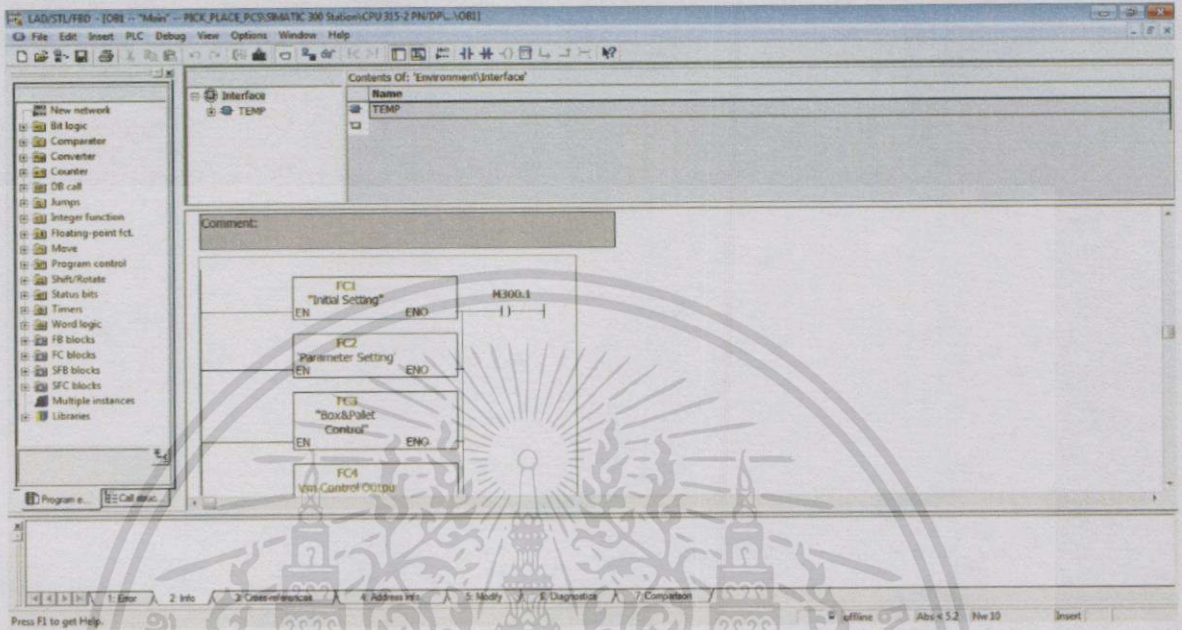 LAD/STL/FBD - [OB1 -- "Main" -- PICK_PLACE_PCS\SIMATIC 300 Station\CPU 315-2 PN/DP\...\OB1]
File Edit Insert PLC Debug View Options Window Help
New network
Bit logic
Comparator
Converter
Counter
DB call
Jumps
Integer function
Floating-point fct.
Move
Program control
Shift/Rotate
Status bits
Timers
Word logic
FB blocks
FC blocks
SFB blocks
SFC blocks
Multiple instances
Libraries
Program e...
Call
Interface
TEMP
Contents Of: 'Environment\Interface'
Name
TEMP
Comment:
FC1
"Initial Setting"
EN ENO
M300.1
( )
FC2
'Parameter Setting'
EN ENO
FC3
"Box&Palet
Control"
EN ENO
FC4
Control Outpu
1: Error 2: Info 3: Cross-references 4: Address info 5: Modify 6: Diagnostics 7: Comparison
Press F1 to get Help.
offline Abs < 5.2 Nw 10 Insert